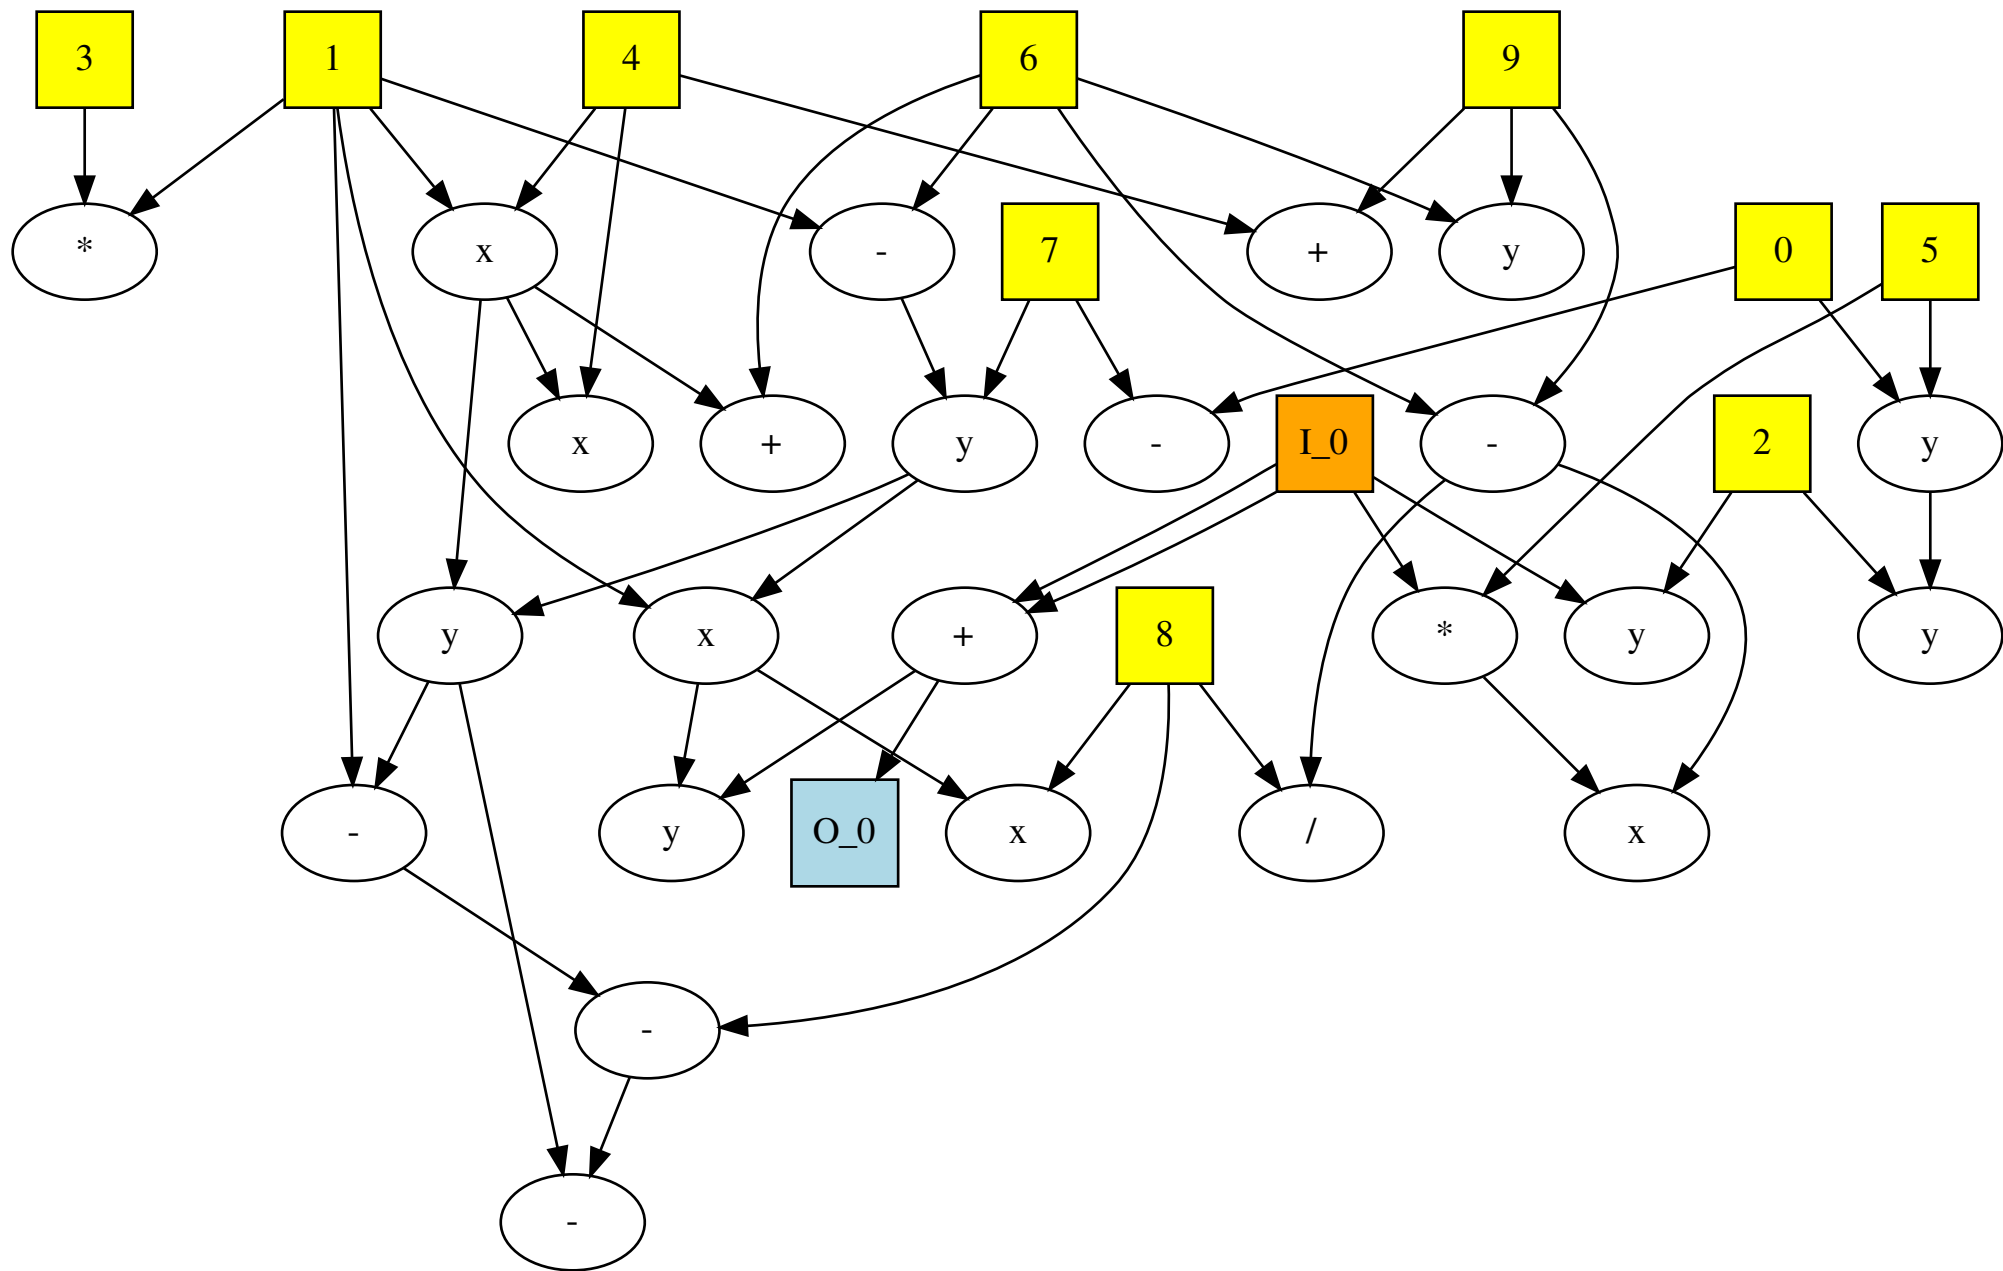 3 1 4 6 9
* x - 7 + y 0 5
x + y - I_0 - 2 y
y x + 8 * y y
- y O_0 x / x
-
-